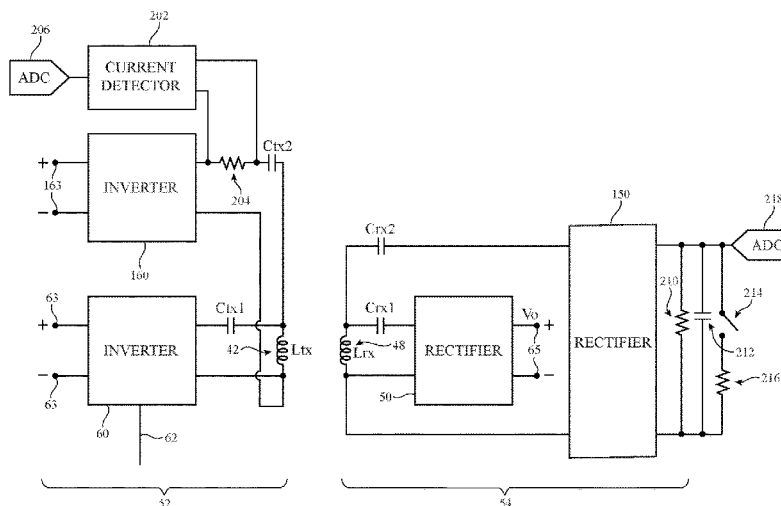 202
206
ADC
CURRENT
DETECTOR
Ctx2
+
163
−
INVERTER
204
160
150
218
ADC
Crx2
210
214
212
216
63
+
−
63
INVERTER
Ctx1
42
Ltx
60
62
Crx1
48
Lrx
RECTIFIER
50
Vo
+
65
−
RECTIFIER
52
54